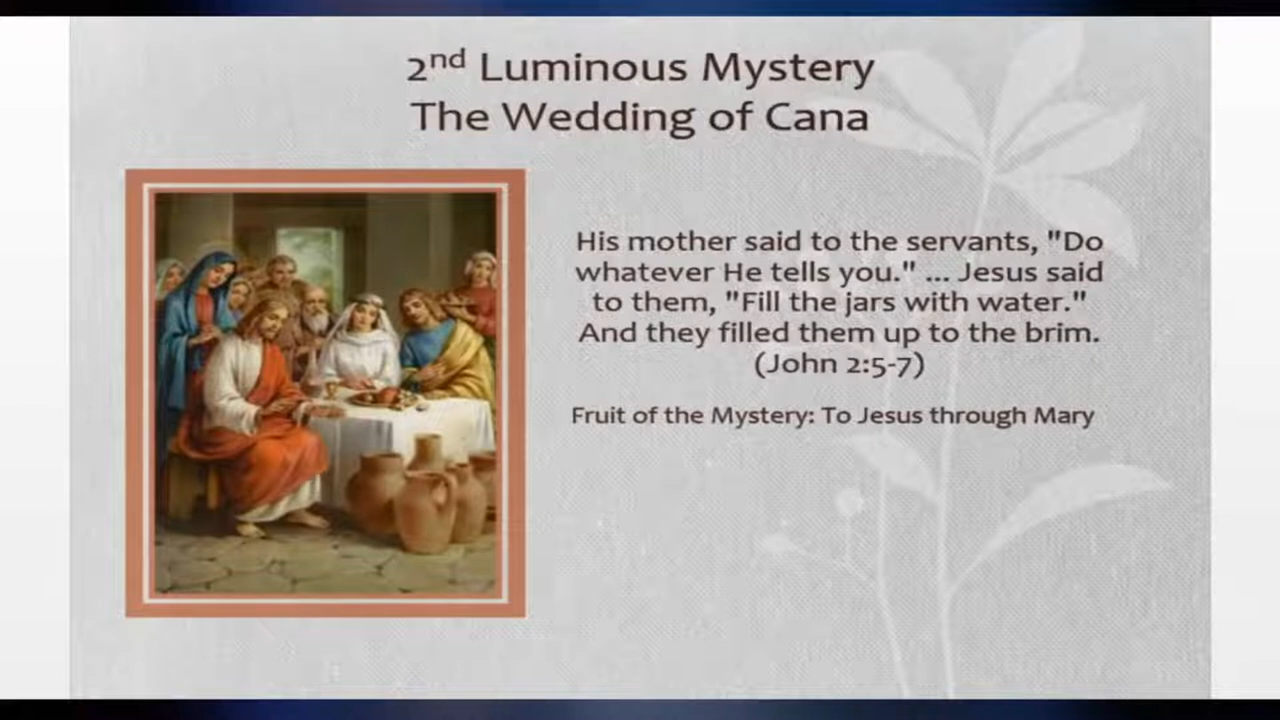 2nd Luminous Mystery
The Wedding of Cana
His mother said to the servants, "Do
whatever He tells you." ... Jesus said
to them, "Fill the jars with water."
And they filled them up to the brim.
(John 2:5-7)
Fruit of the Mystery: To Jesus through Mary